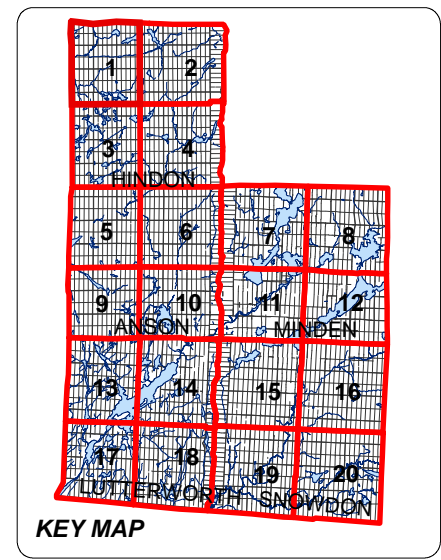 1 2
3 4
HINDON
5 6 7 8
9 10 11 12
ANSON MINDEN
13 14 15 16
17 18 19 20
LUTTERWORTH SNOWDON
KEY MAP